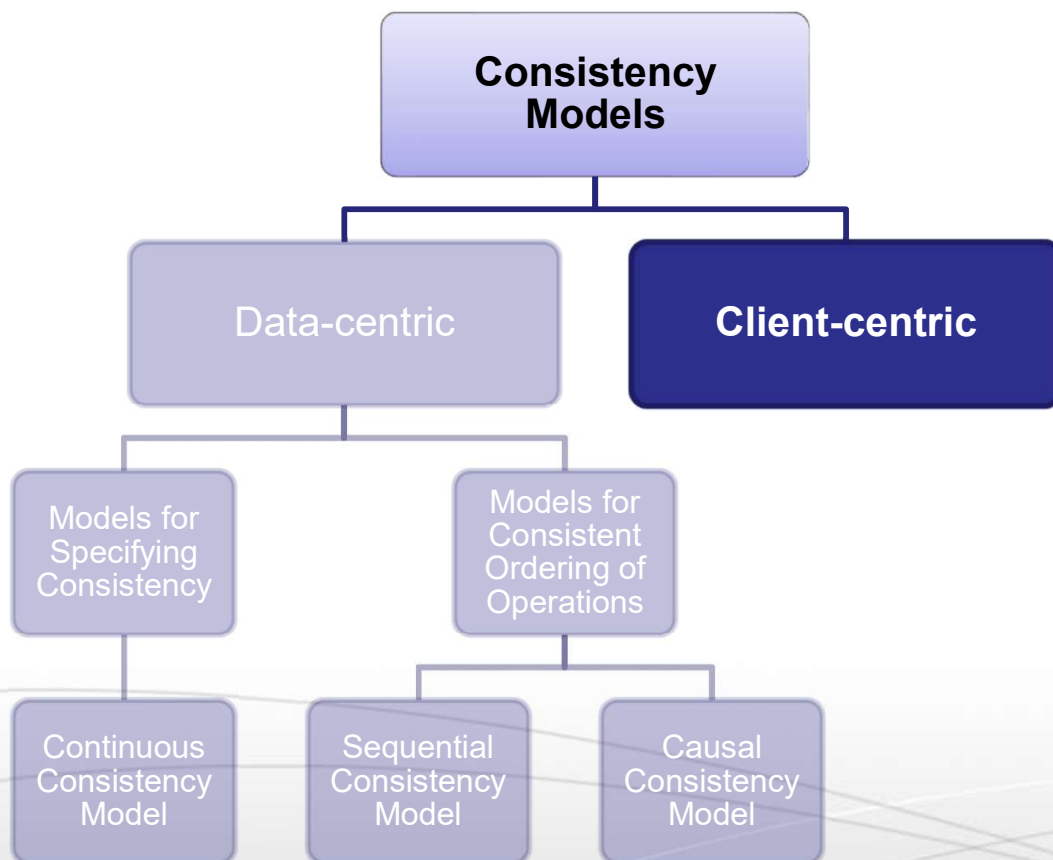 Consistency
Models
Data-centric
Client-centric
Models for
Specifying
Consistency
Models for
Consistent
Ordering of
Operations
Continuous
Consistency
Model
Sequential
Consistency
Model
Causal
Consistency
Model